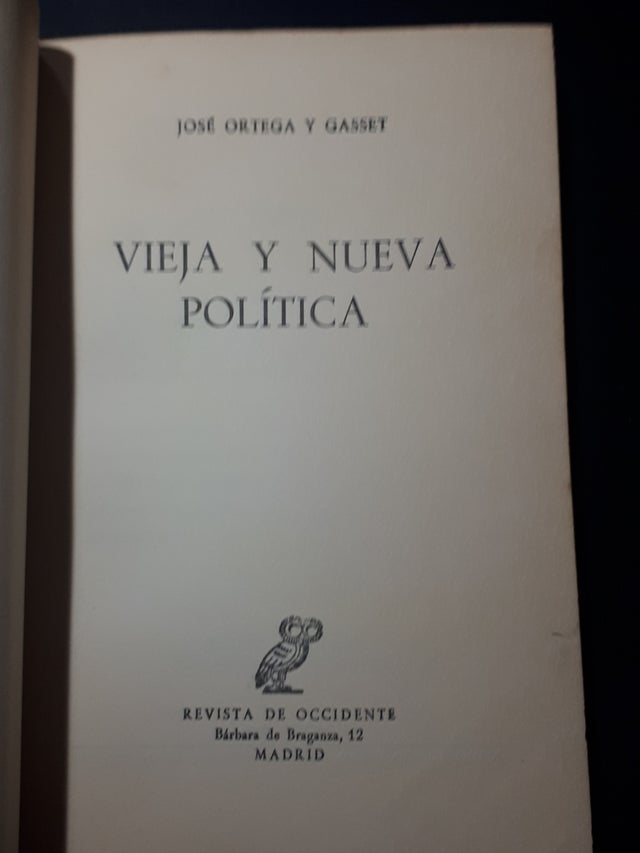 JOSÉ ORTEGA Y GASSET
VIEJA Y NUEVA
POLÍTICA
REVISTA DE OCCIDENTE
Bárbara de Braganza, 12
MADRID